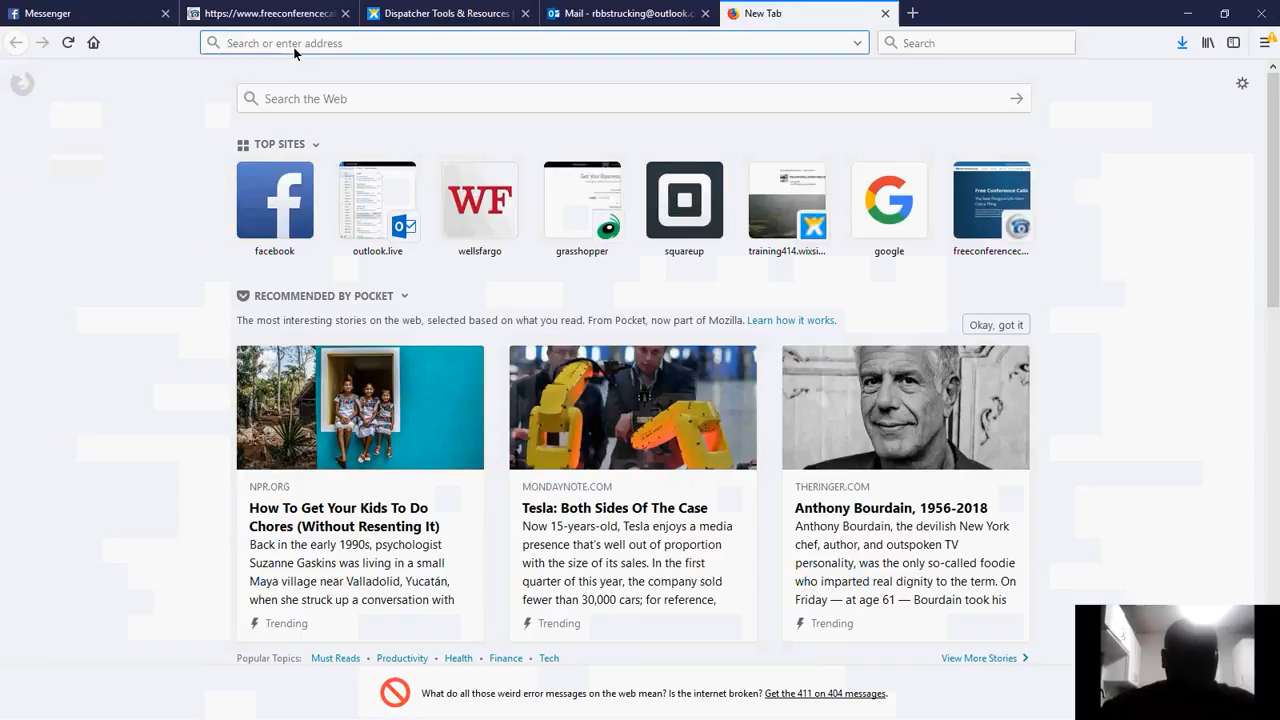 Messenger
https://www.freeconferenceca
Dispatcher Tools & Resources |
Mail - rbbstrucking@outlook.c
New Tab
Search or enter address
Search
Search the Web
TOP SITES
WF
facebook
outlook.live
wellsfargo
grasshopper
squareup
training414.wixsi...
google
freeconferencec...
RECOMMENDED BY POCKET
The most interesting stories on the web, selected based on what you read. From Pocket, now part of Mozilla. Learn how it works.
Okay, got it
NPR.ORG
How To Get Your Kids To Do
Chores (Without Resenting It)
Back in the early 1990s, psychologist
Suzanne Gaskins was living in a small
Maya village near Valladolid, Yucatán,
when she struck up a conversation with
Trending
MONDAYNOTE.COM
Tesla: Both Sides Of The Case
Now 15-years-old, Tesla enjoys a media
presence that's well out of proportion
with the size of its sales. In the first
quarter of this year, the company sold
fewer than 30,000 cars; for reference,
Trending
THERINGER.COM
Anthony Bourdain, 1956-2018
Anthony Bourdain, the devilish New York
chef, author, and outspoken TV
personality, was the only so-called foodie
who imparted real dignity to the term. On
Friday — at age 61 — Bourdain took his
Trending
Popular Topics: Must Reads • Productivity • Health • Finance • Tech
View More Stories
What do all those weird error messages on the web mean? Is the internet broken? Get the 411 on 404 messages.